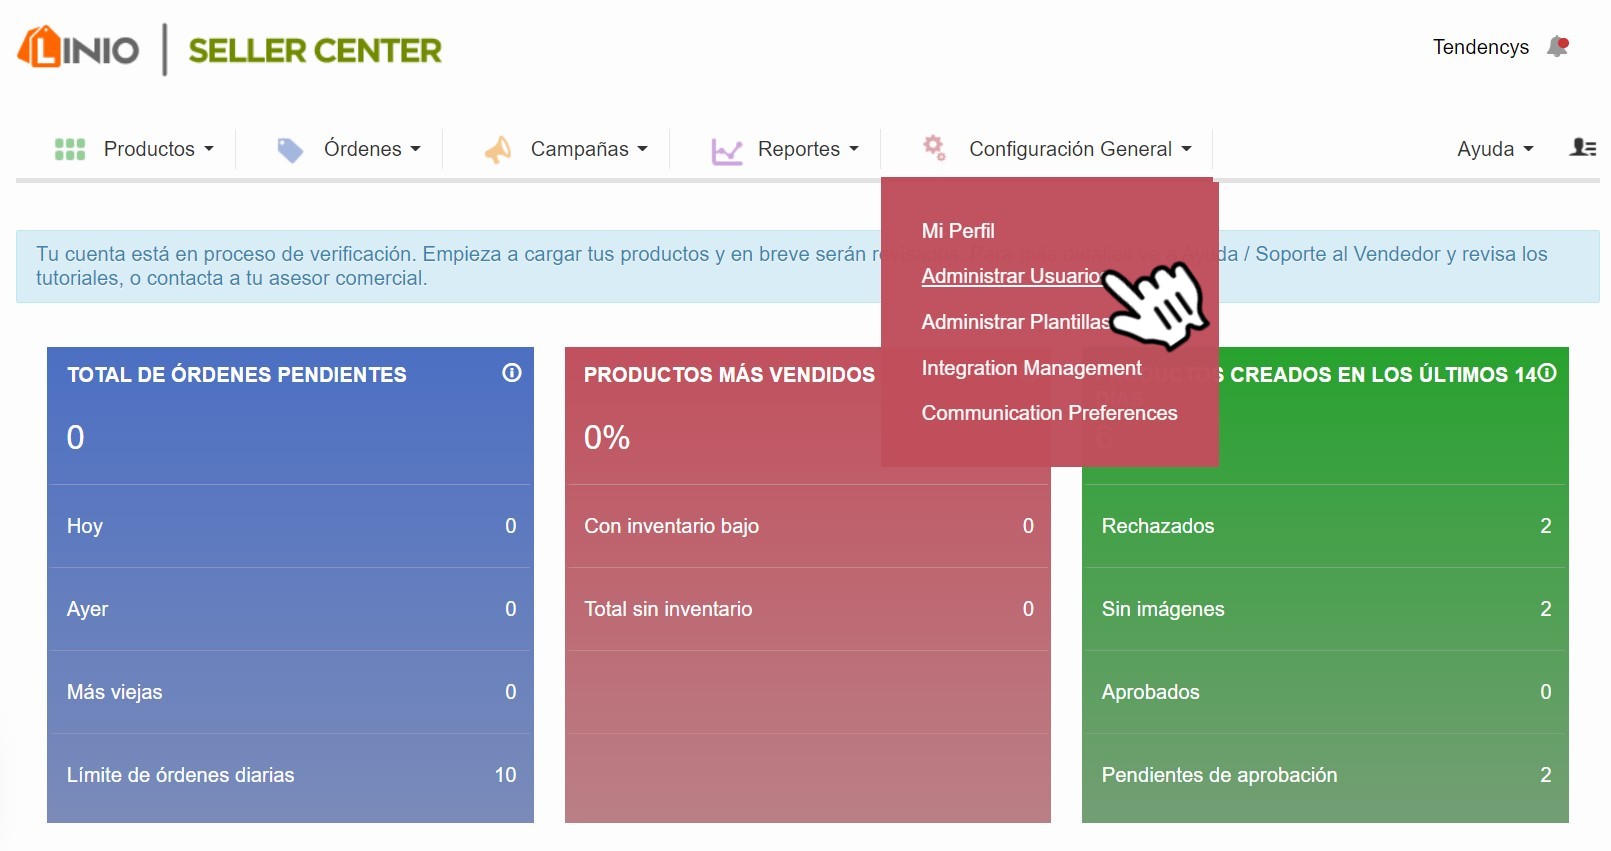 LINIO | SELLER CENTER
Tendencys
Productos
Órdenes
Campañas
Reportes
Configuración General
Ayuda
Mi Perfil
Administrar Usuario
Administrar Plantillas
Integration Management
Communication Preferences
Tu cuenta está en proceso de verificación. Empieza a cargar tus productos y en breve serán / Soporte al Vendedor y revisa los
tutoriales, o contacta a tu asesor comercial.
TOTAL DE ÓRDENES PENDIENTES
0
Hoy 0
Ayer 0
Más viejas 0
Límite de órdenes diarias 10
PRODUCTOS MÁS VENDIDOS
0%
Con inventario bajo 0
Total sin inventario 0
CREADOS EN LOS ÚLTIMOS 14
Rechazados 2
Sin imágenes 2
Aprobados 0
Pendientes de aprobación 2